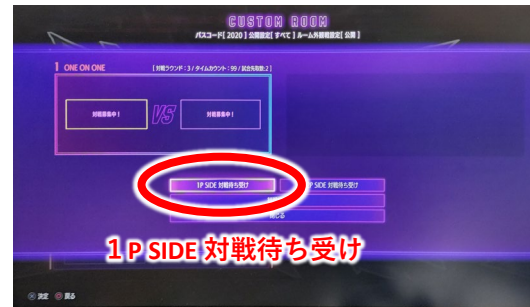 CUSTOM ROOM
パスコード[ 2020 ] 公開設定[ すべて ] ルーム外観戦設定[ 公開 ]
1 ONE ON ONE
[ 対戦ラウンド : 3 / タイムカウント : 99 / 試合先取数:2 ]
対戦募集中！
VS
対戦募集中！
1P SIDE 対戦待ち受け
P SIDE 対戦待ち受け
じる
1 P SIDE 対戦待ち受け
決定
戻る